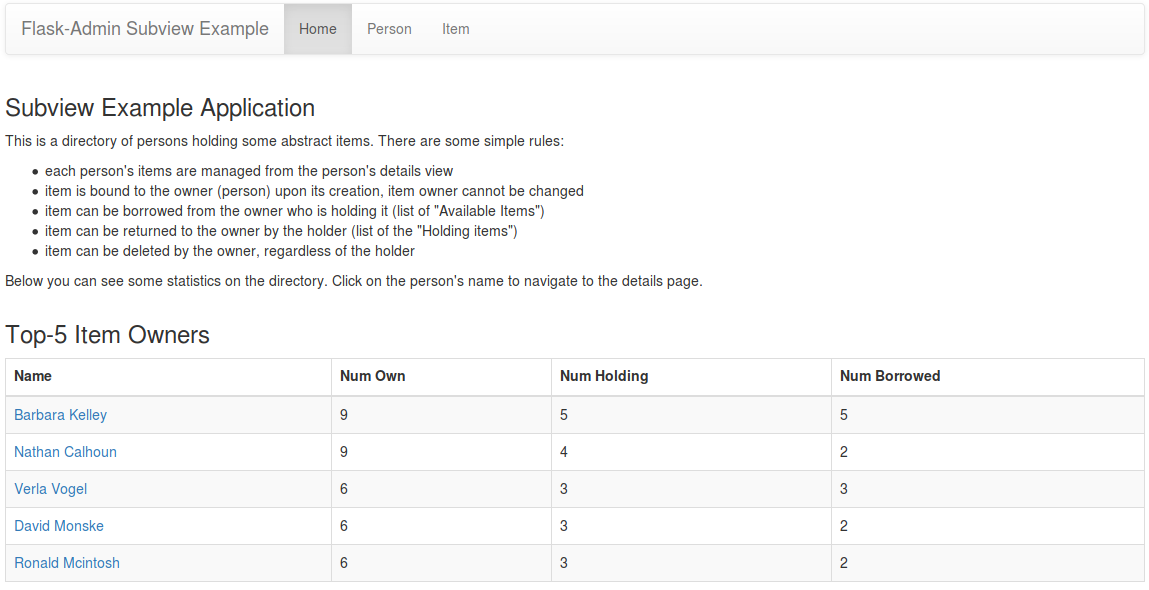 Flask-Admin Subview Example Home Person Item
Subview Example Application
This is a directory of persons holding some abstract items. There are some simple rules:
• each person's items are managed from the person's details view
• item is bound to the owner (person) upon its creation, item owner cannot be changed
• item can be borrowed from the owner who is holding it (list of "Available Items")
• item can be returned to the owner by the holder (list of the "Holding items")
• item can be deleted by the owner, regardless of the holder
Below you can see some statistics on the directory. Click on the person's name to navigate to the details page.
Top-5 Item Owners
Name Num Own Num Holding Num Borrowed
Barbara Kelley 9 5 5
Nathan Calhoun 9 4 2
Verla Vogel 6 3 3
David Monske 6 3 2
Ronald Mcintosh 6 3 2